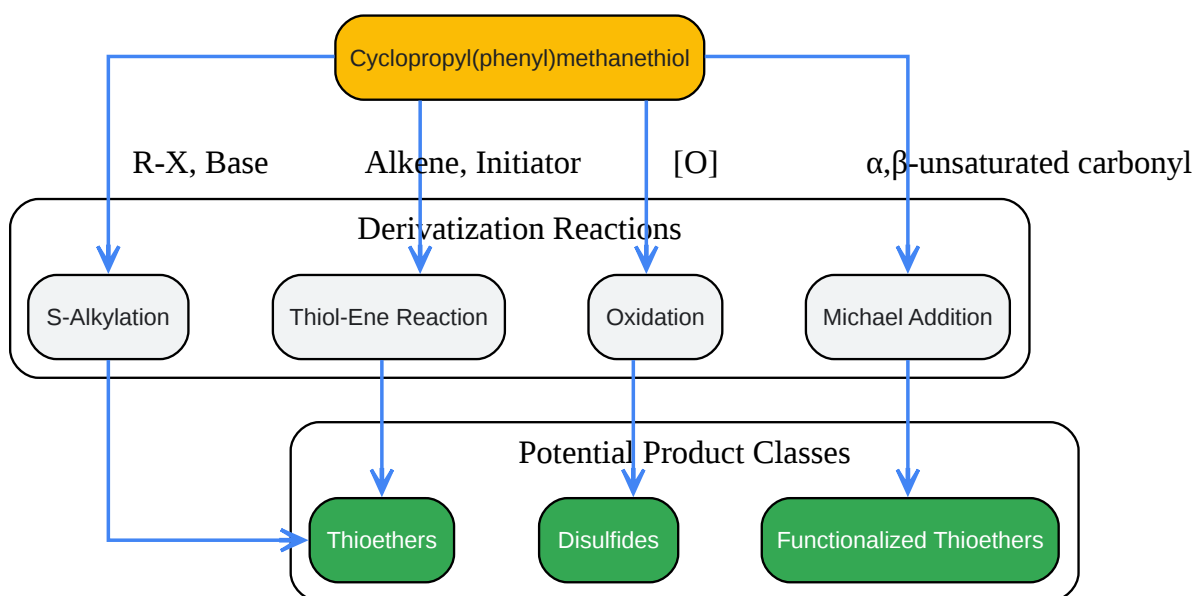 Cyclopropyl(phenyl)methanethiol
R-X, Base
Alkene, Initiator
[O]
α,β-unsaturated carbonyl
Derivatization Reactions
S-Alkylation
Thiol-Ene Reaction
Oxidation
Michael Addition
Potential Product Classes
Thioethers
Disulfides
Functionalized Thioethers